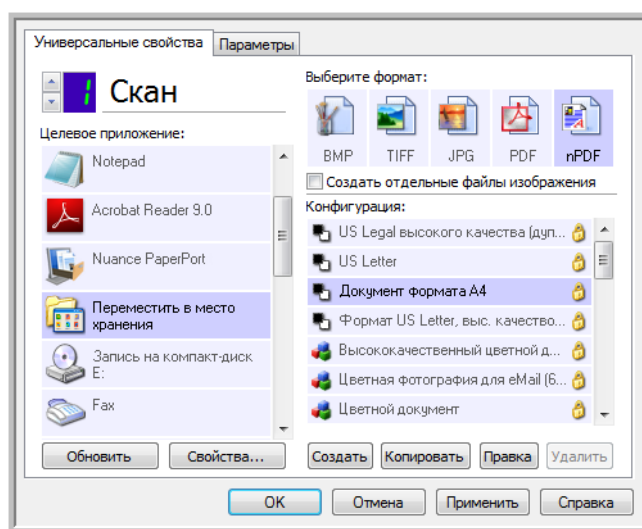 Универсальные свойства
Параметры
1
Скан
Целевое приложение:
Notepad
Acrobat Reader 9.0
Nuance PaperPort
Переместить в место
хранения
Запись на компакт-диск
E:
Fax
Обновить
Свойства...
Выберите формат:
BMP
TIFF
JPG
PDF
nPDF
Создать отдельные файлы изображения
Конфигурация:
US Legal высокого качества (дуп...
US Letter
Документ формата A4
Формат US Letter, выс. качество...
Высококачественный цветной д...
Цветная фотография для eMail (6...
Цветной документ
Создать
Копировать
Правка
Удалить
OK
Отмена
Применить
Справка